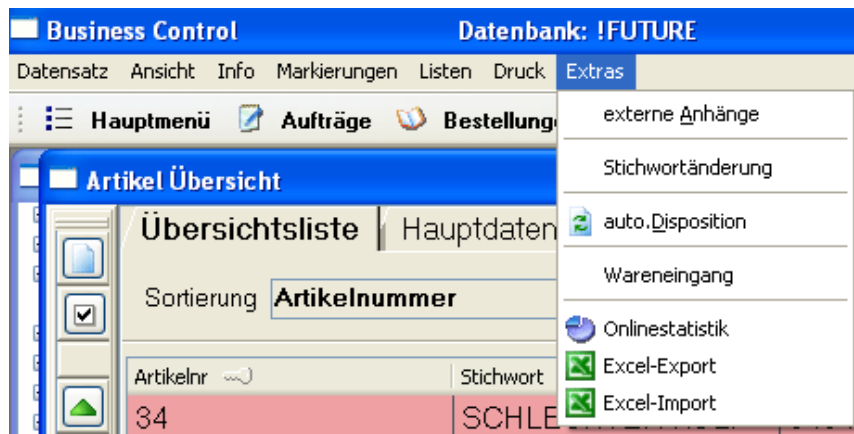 Business Control Datenbank: !FUTURE
Datensatz Ansicht Info Markierungen Listen Druck Extras
Hauptmenü Aufträge
externe Anhänge
Artikel Übersicht
Stichwortänderung
Übersichtsliste Hauptdaten
auto.Disposition
Wareneingang
Sortierung Artikelnummer
Onlinestatistik
Excel-Export
Artikelnr Stichwort
Excel-Import
34